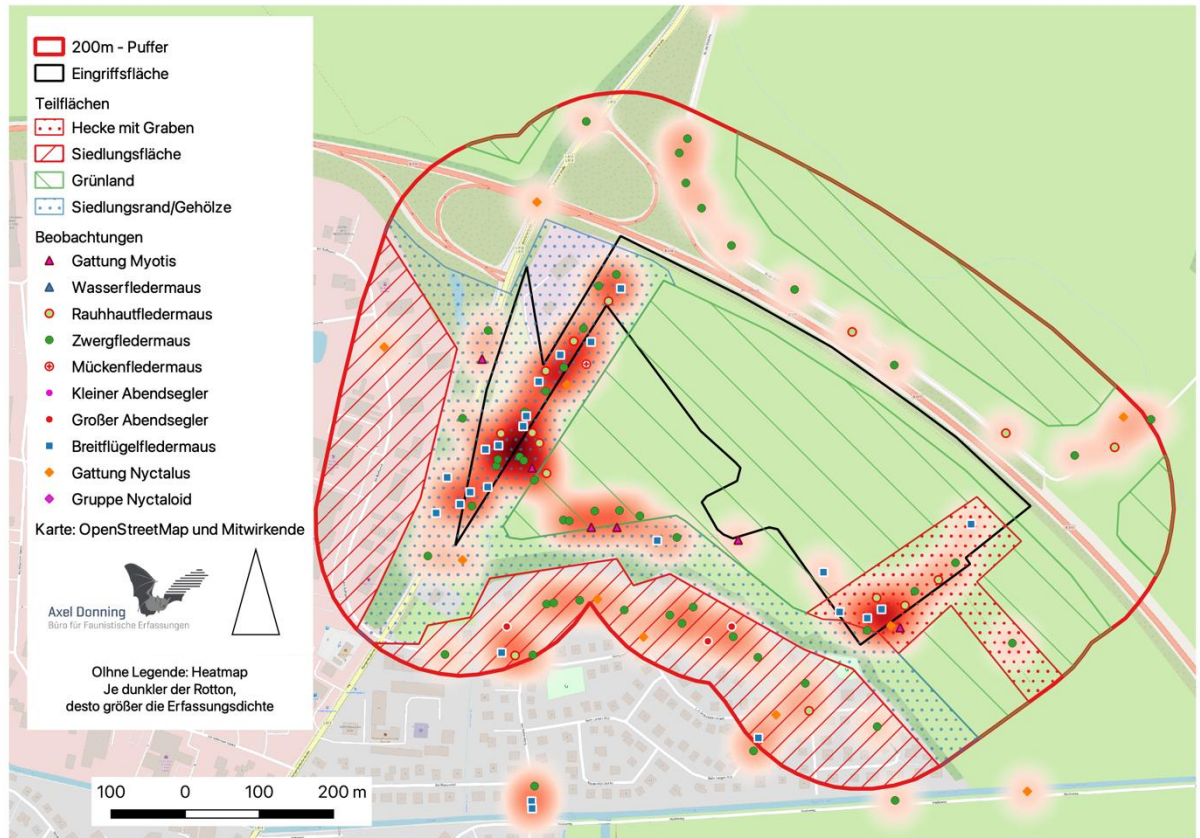 200m - Puffer
Eingriffsfläche
Teilflächen
Hecke mit Graben
Siedlungsfläche
Grünland
Siedlungsrand/Gehölze
Beobachtungen
Gattung Myotis
Wasserfledermaus
Rauhhautfledermaus
Zwergfledermaus
Mückenfledermaus
Kleiner Abendsegler
Großer Abendsegler
Breitflügelfledermaus
Gattung Nyctalus
Gruppe Nyctaloid
Karte: OpenStreetMap und Mitwirkende
Axel Donning
Büro für Faunistische Erfassungen
Olhne Legende: Heatmap
Je dunkler der Rotton,
desto größer die Erfassungsdichte
100 0 100 200 m